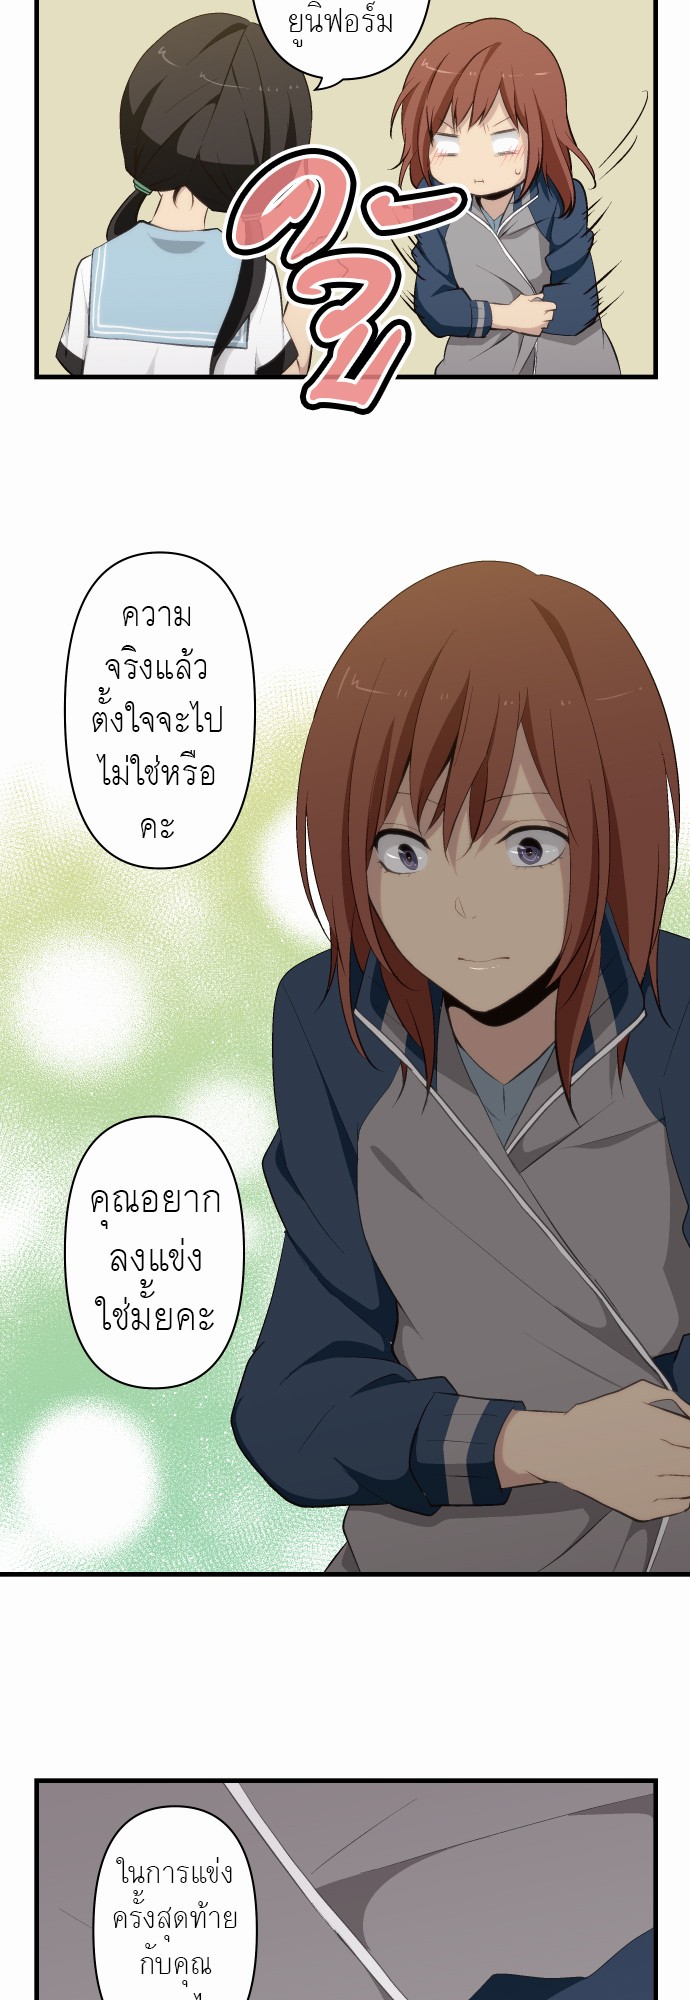 ยูนิฟอร์ม
ความ
จริงแล้ว
ตั้งใจจะไป
ไม่ใช่หรือ
คะ
คุณอยาก
ลงแข่ง
ใช่มั้ยคะ
ในการแข่ง
ครั้งสุดท้าย
กับคุณ